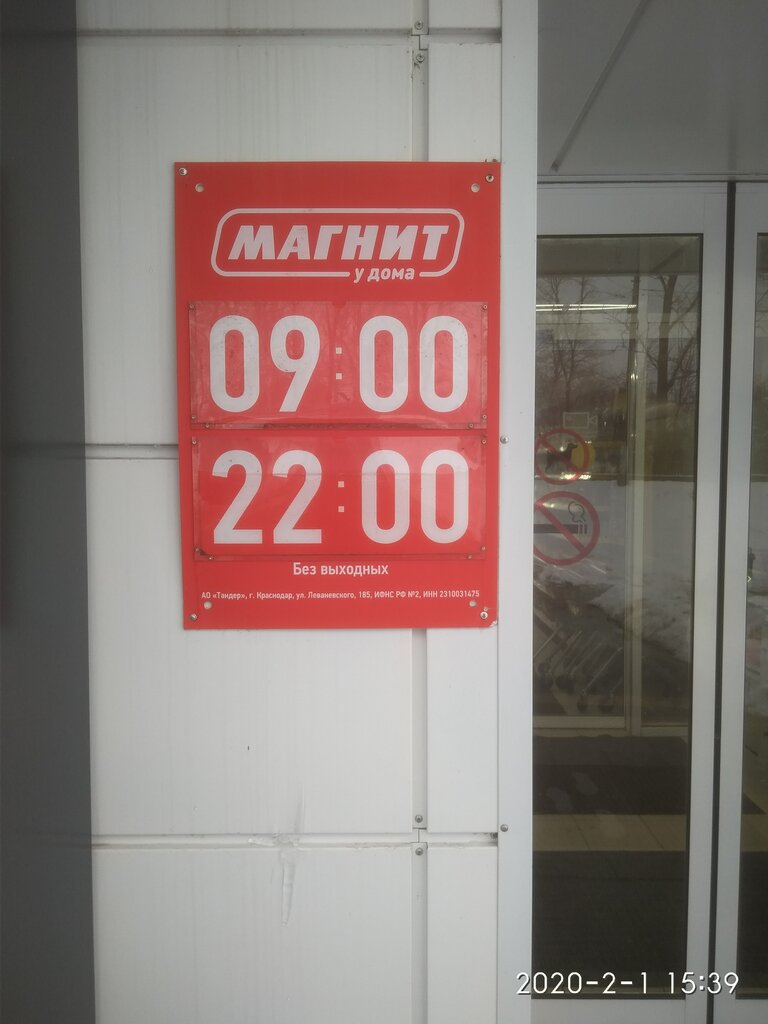 МАГНИТ
у дома
09:00
22:00
Без выходных
АО «Тандер», г. Краснодар, ул. Леваневского, 185, ИФНС РФ №2, ИНН 2310031475
2020-2-1 15:39